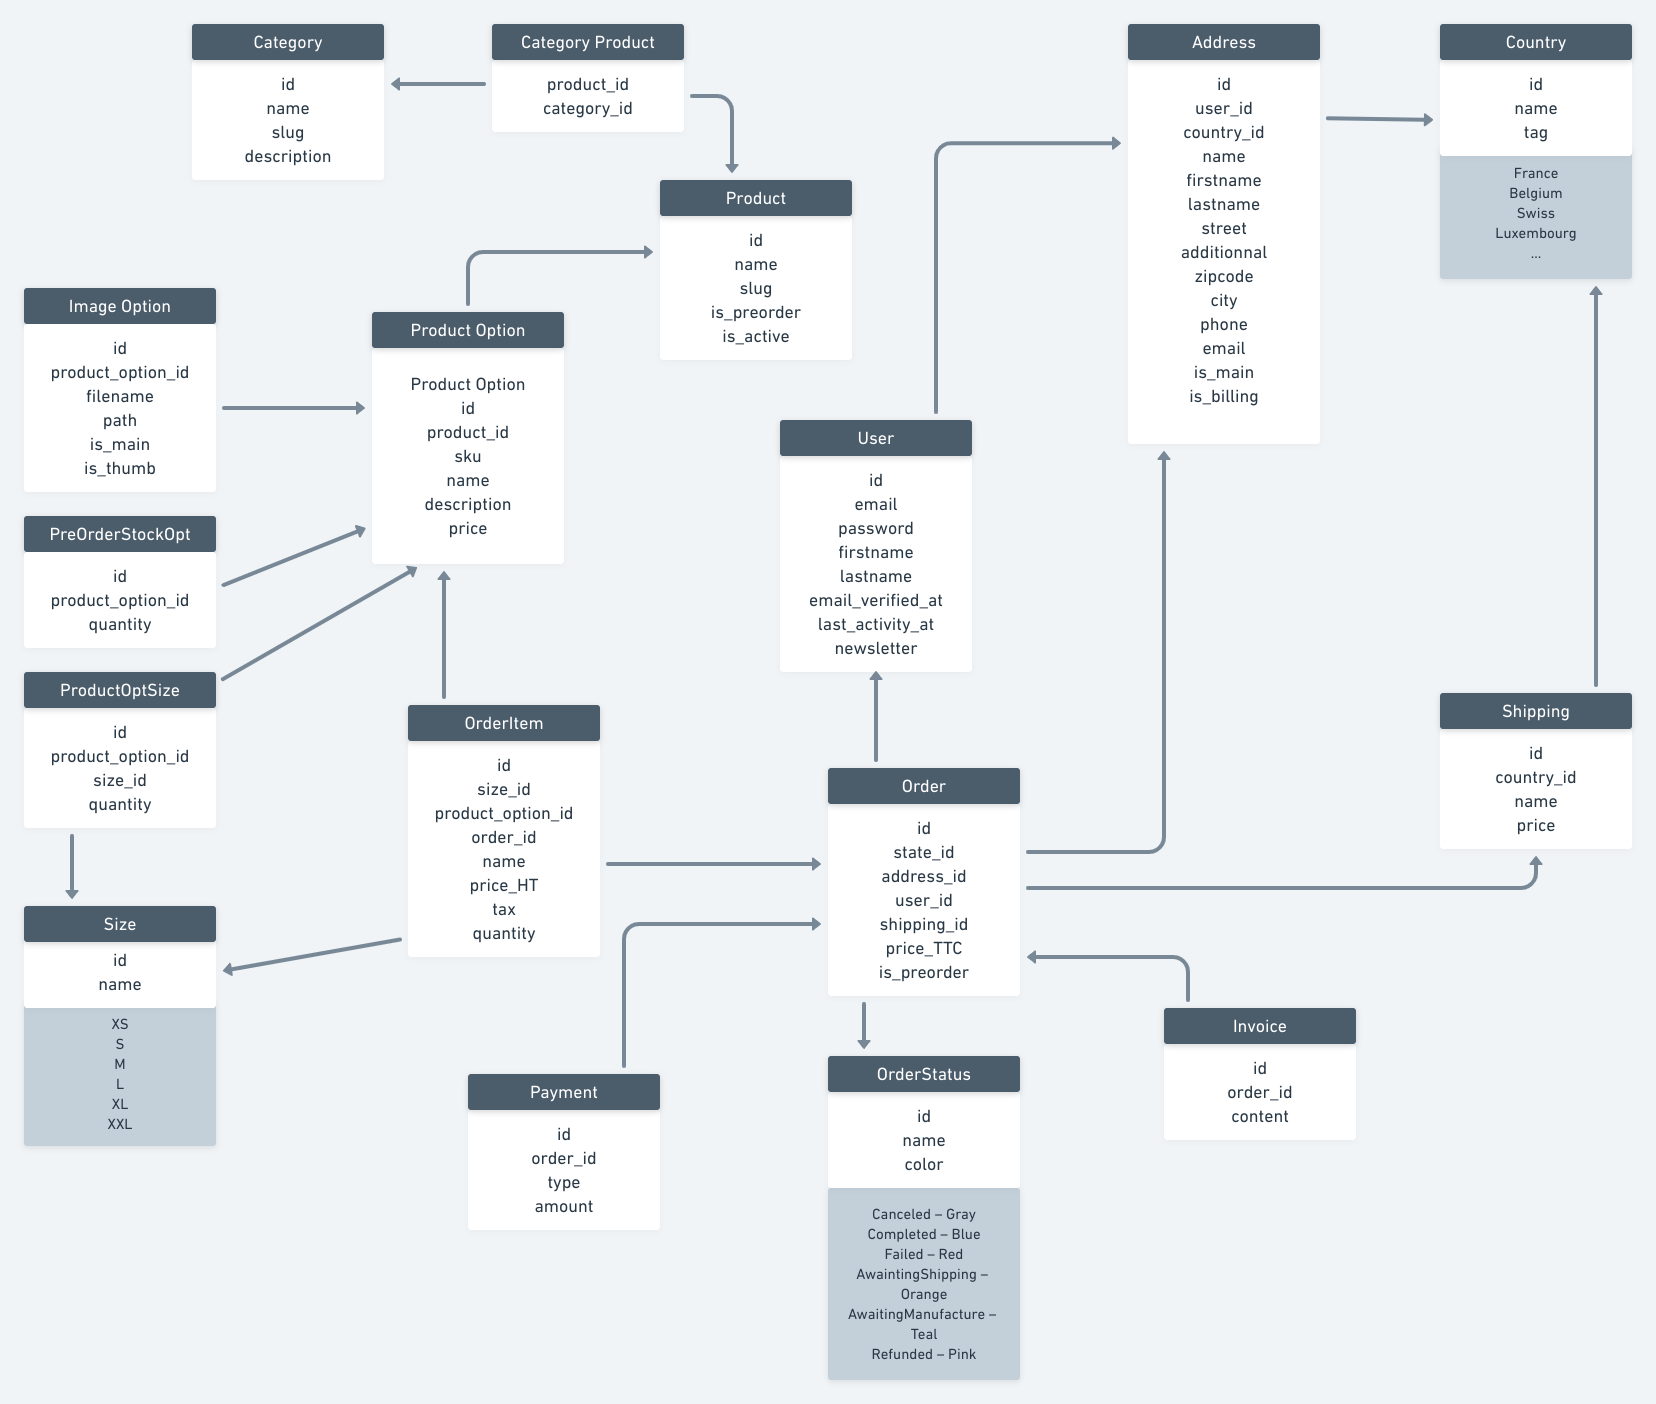 Category
id
name
slug
description
Category Product
product_id
category_id
Product
id
name
slug
is_preorder
is_active
Address
id
user_id
country_id
name
firstname
lastname
street
additionnal
zipcode
city
phone
email
is_main
is_billing
Country
id
name
tag
France
Belgium
Swiss
Luxembourg
...
Image Option
id
product_option_id
filename
path
is_main
is_thumb
Product Option
Product Option
id
product_id
sku
name
description
price
User
id
email
password
firstname
lastname
email_verified_at
last_activity_at
newsletter
PreOrderStockOpt
id
product_option_id
quantity
ProductOptSize
id
product_option_id
size_id
quantity
OrderItem
id
size_id
product_option_id
order_id
name
price_HT
tax
quantity
Order
id
state_id
address_id
user_id
shipping_id
price_TTC
is_preorder
Shipping
id
country_id
name
price
Size
id
name
XS
S
M
L
XL
XXL
Payment
id
order_id
type
amount
OrderStatus
id
name
color
Canceled – Gray
Completed – Blue
Failed – Red
AwaintingShipping –
Orange
AwaitingManufacture –
Teal
Refunded – Pink
Invoice
id
order_id
content